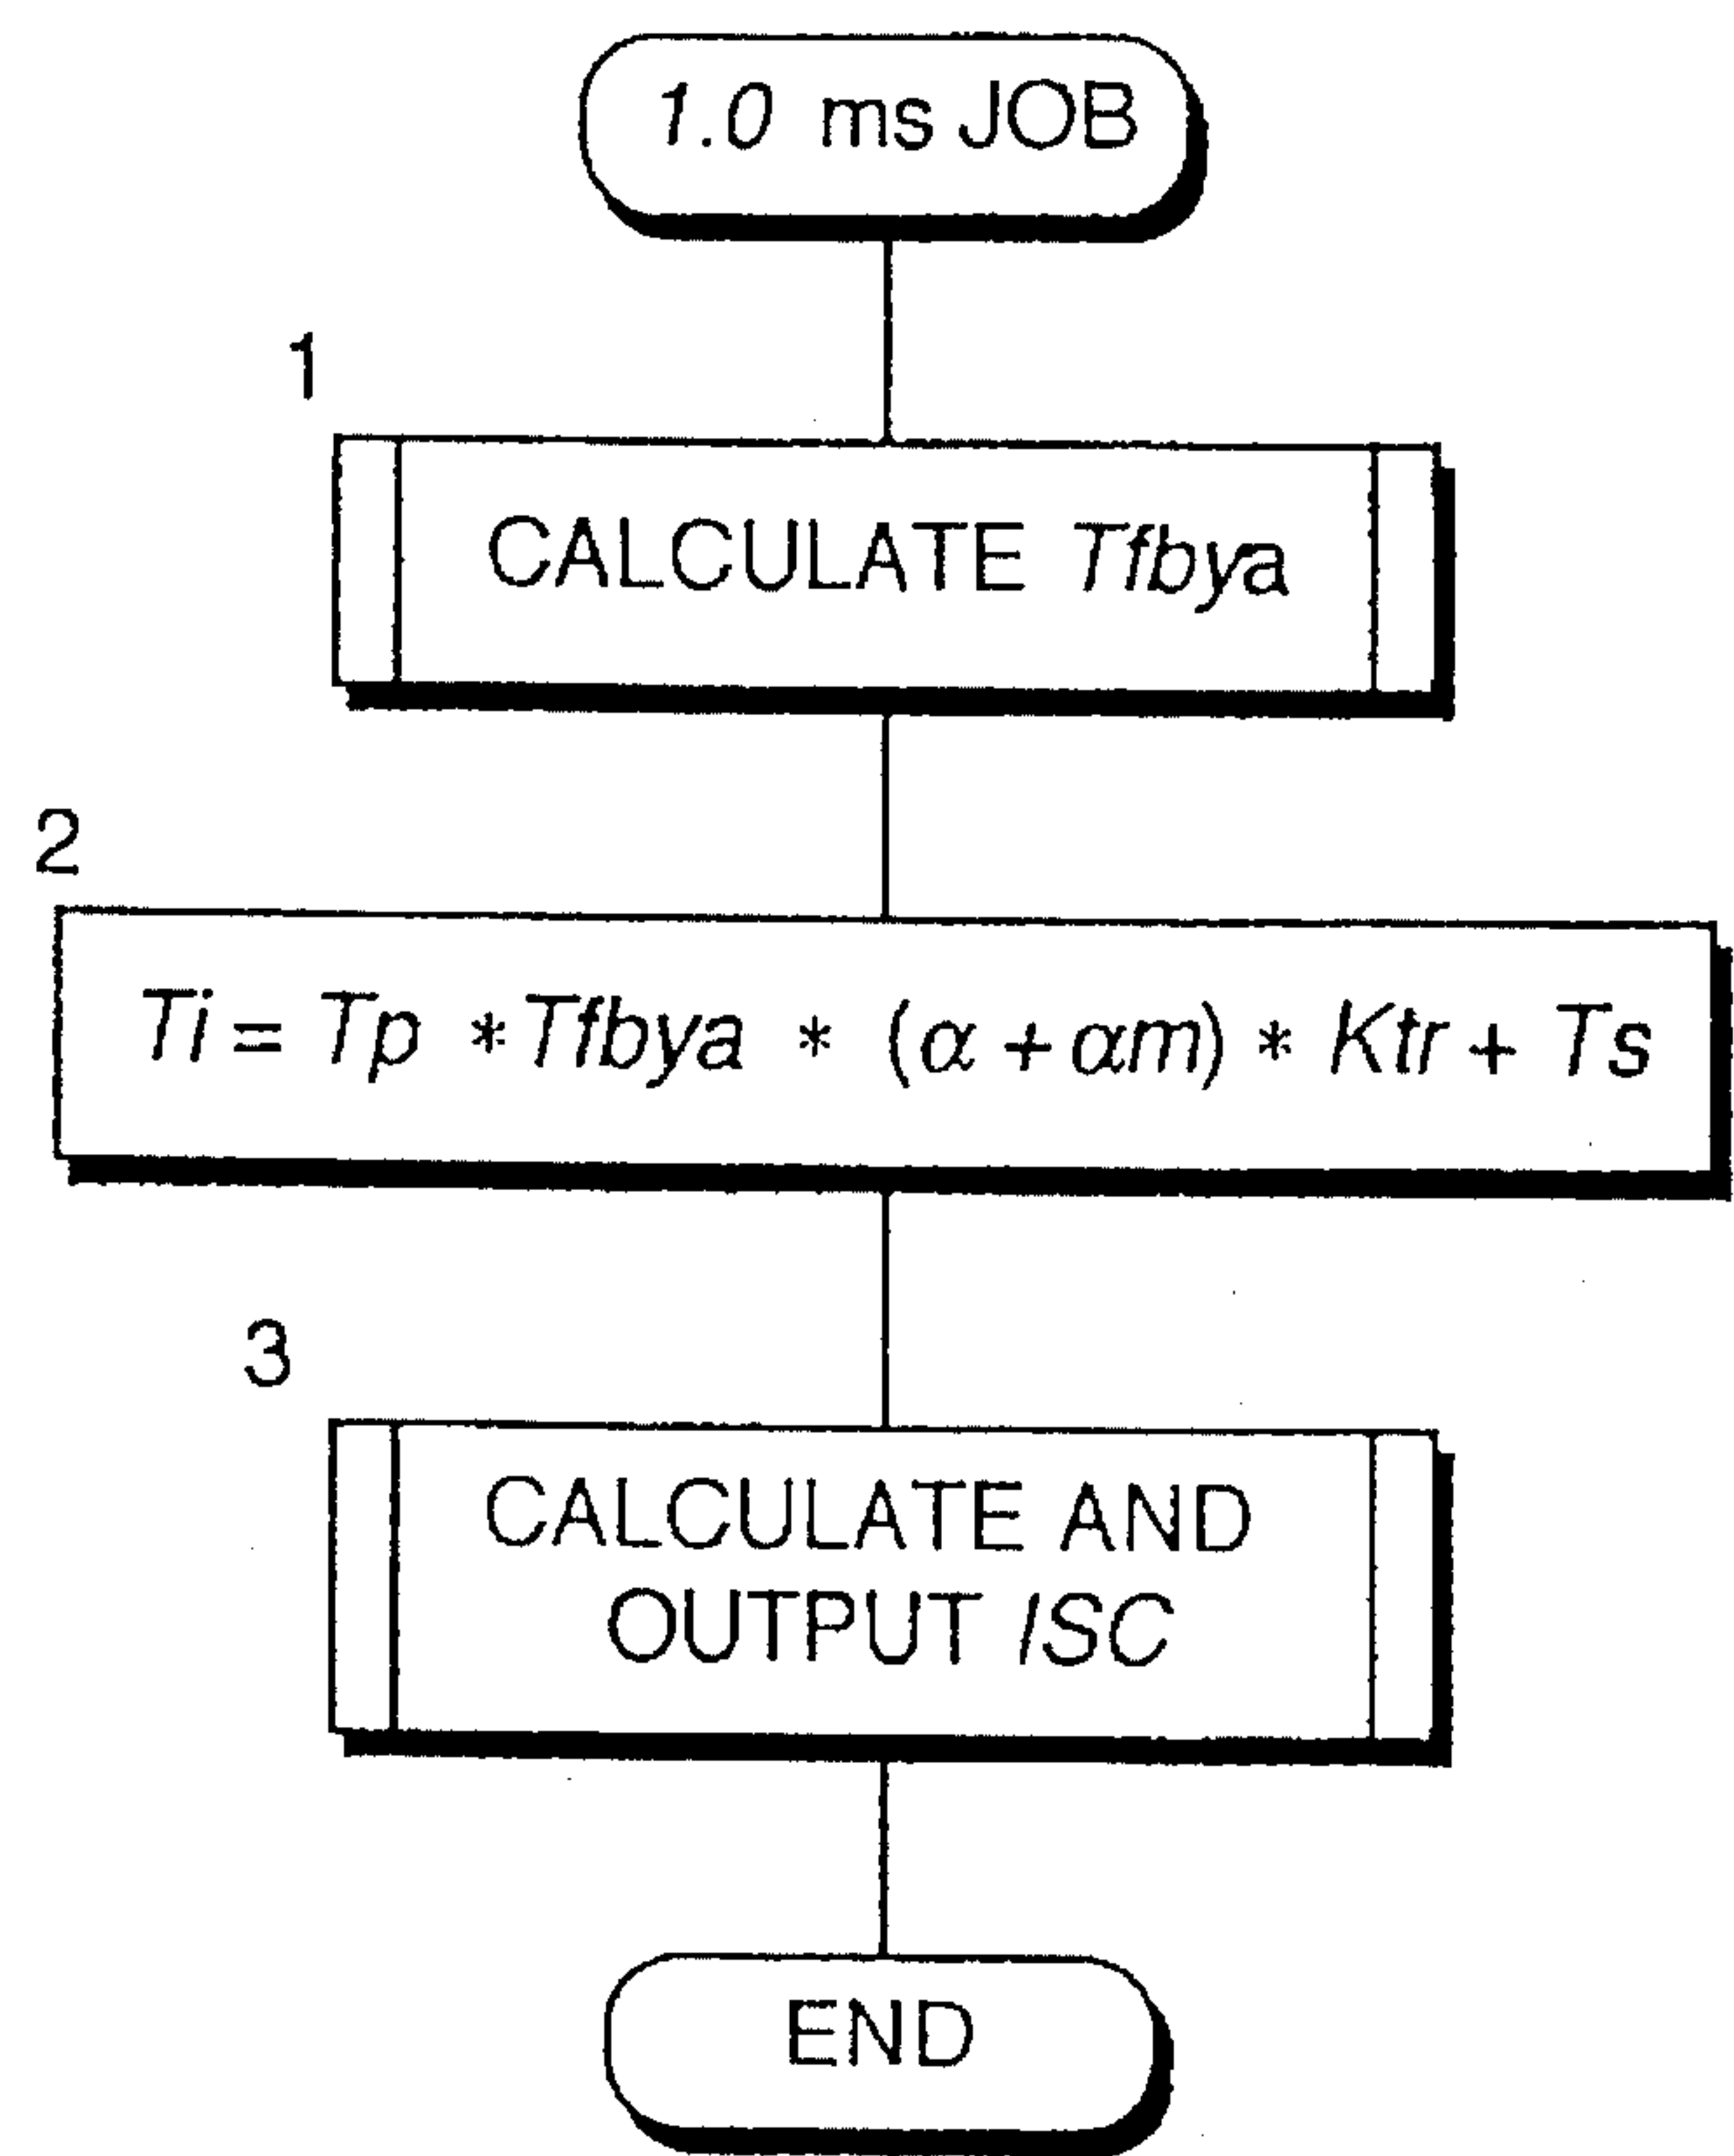 1.0 ms JOB
1
CALCULATE Tfbya
2
Ti = Tp * Tfbya * (α + αm) * Ktr + Ts
3
CALCULATE AND
OUTPUT ISC
END